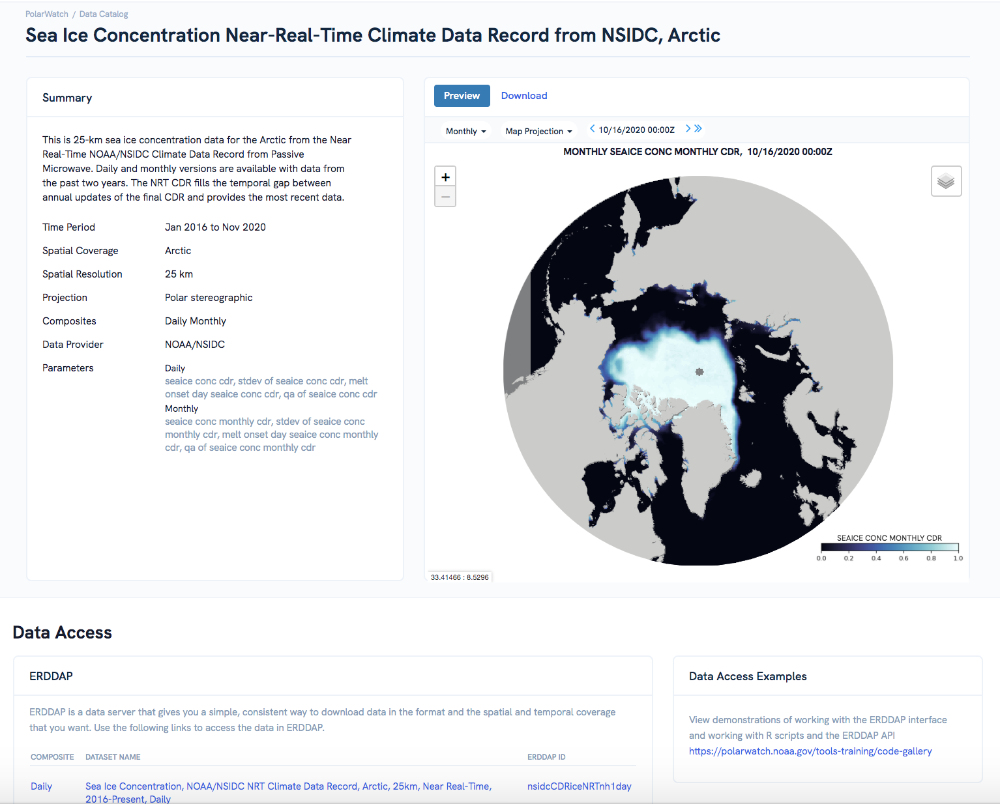 PolarWatch / Data Catalog
Sea Ice Concentration Near-Real-Time Climate Data Record from NSIDC, Arctic
Summary
This is 25-km sea ice concentration data for the Arctic from the Near
Real-Time NOAA/NSIDC Climate Data Record from Passive
Microwave. Daily and monthly versions are available with data from
the past two years. The NRT CDR fills the temporal gap between
annual updates of the final CDR and provides the most recent data.
Time Period Jan 2016 to Nov 2020
Spatial Coverage Arctic
Spatial Resolution 25 km
Projection Polar stereographic
Composites Daily Monthly
Data Provider NOAA/NSIDC
Parameters Daily
seaice conc cdr, stdev of seaice conc cdr, melt
onset day seaice conc cdr, qa of seaice conc cdr
Monthly
seaice conc monthly cdr, stdev of seaice conc
monthly cdr, melt onset day seaice conc monthly
cdr, qa of seaice conc monthly cdr
Preview Download
Monthly Map Projection 10/16/2020 00:00Z
MONTHLY SEAICE CONC MONTHLY CDR, 10/16/2020 00:00Z
+
−
SEAICE CONC MONTHLY CDR
0.0 0.2 0.4 0.6 0.8 1.0
33.41466 : 8.5296
Data Access
ERDDAP
ERDDAP is a data server that gives you a simple, consistent way to download data in the format and the spatial and temporal coverage
that you want. Use the following links to access the data in ERDDAP.
COMPOSITE DATASET NAME ERDDAP ID
Daily Sea Ice Concentration, NOAA/NSIDC NRT Climate Data Record, Arctic, 25km, Near Real-Time, nsidcCDRiceNRTnh1day
2016-Present, Daily
Data Access Examples
View demonstrations of working with the ERDDAP interface
and working with R scripts and the ERDDAP API
https://polarwatch.noaa.gov/tools-training/code-gallery